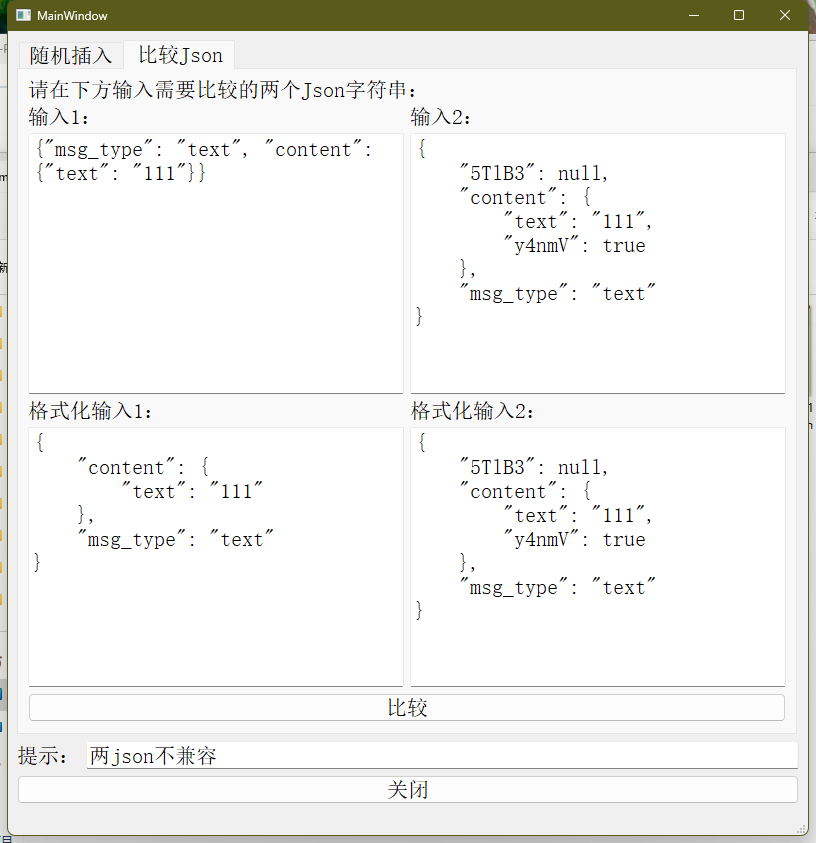 MainWindow
随机插入 比较Json
请在下方输入需要比较的两个Json字符串:
输入1:
{"msg_type": "text", "content":
{"text": "111"}}
输入2:
{
"5TlB3": null,
"content": {
"text": "111",
"y4nmV": true
},
"msg_type": "text"
}
格式化输入1:
{
"content": {
"text": "111"
},
"msg_type": "text"
}
格式化输入2:
{
"5TlB3": null,
"content": {
"text": "111",
"y4nmV": true
},
"msg_type": "text"
}
比较
提示: 两json不兼容
关闭